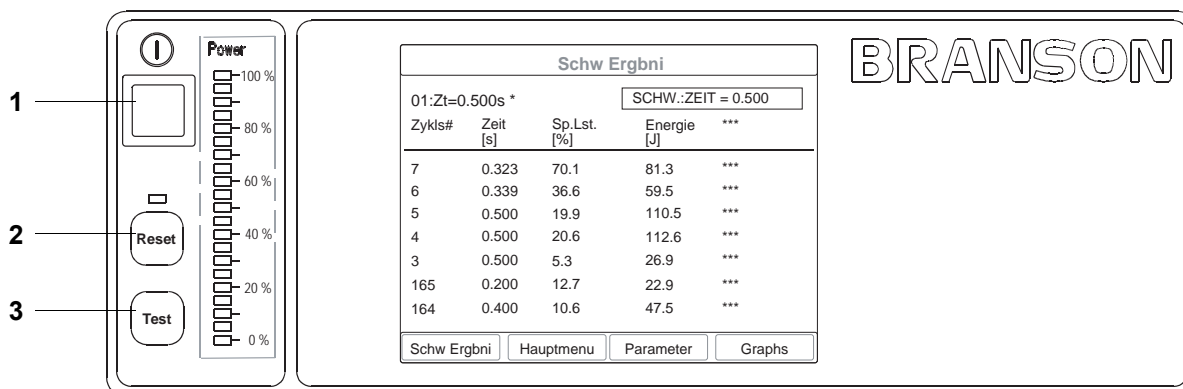 Power
BRANSON
100 %
80 %
60 %
40 %
20 %
0 %
1
2
3
Reset
Test
Schw Ergbni
01:Zt=0.500s * SCHW.:ZEIT = 0.500
Zykls# Zeit Sp.Lst. Energie ***
[s] [%] [J]
7 0.323 70.1 81.3 ***
6 0.339 36.6 59.5 ***
5 0.500 19.9 110.5 ***
4 0.500 20.6 112.6 ***
3 0.500 5.3 26.9 ***
165 0.200 12.7 22.9 ***
164 0.400 10.6 47.5 ***
Schw Ergbni Hauptmenu Parameter Graphs